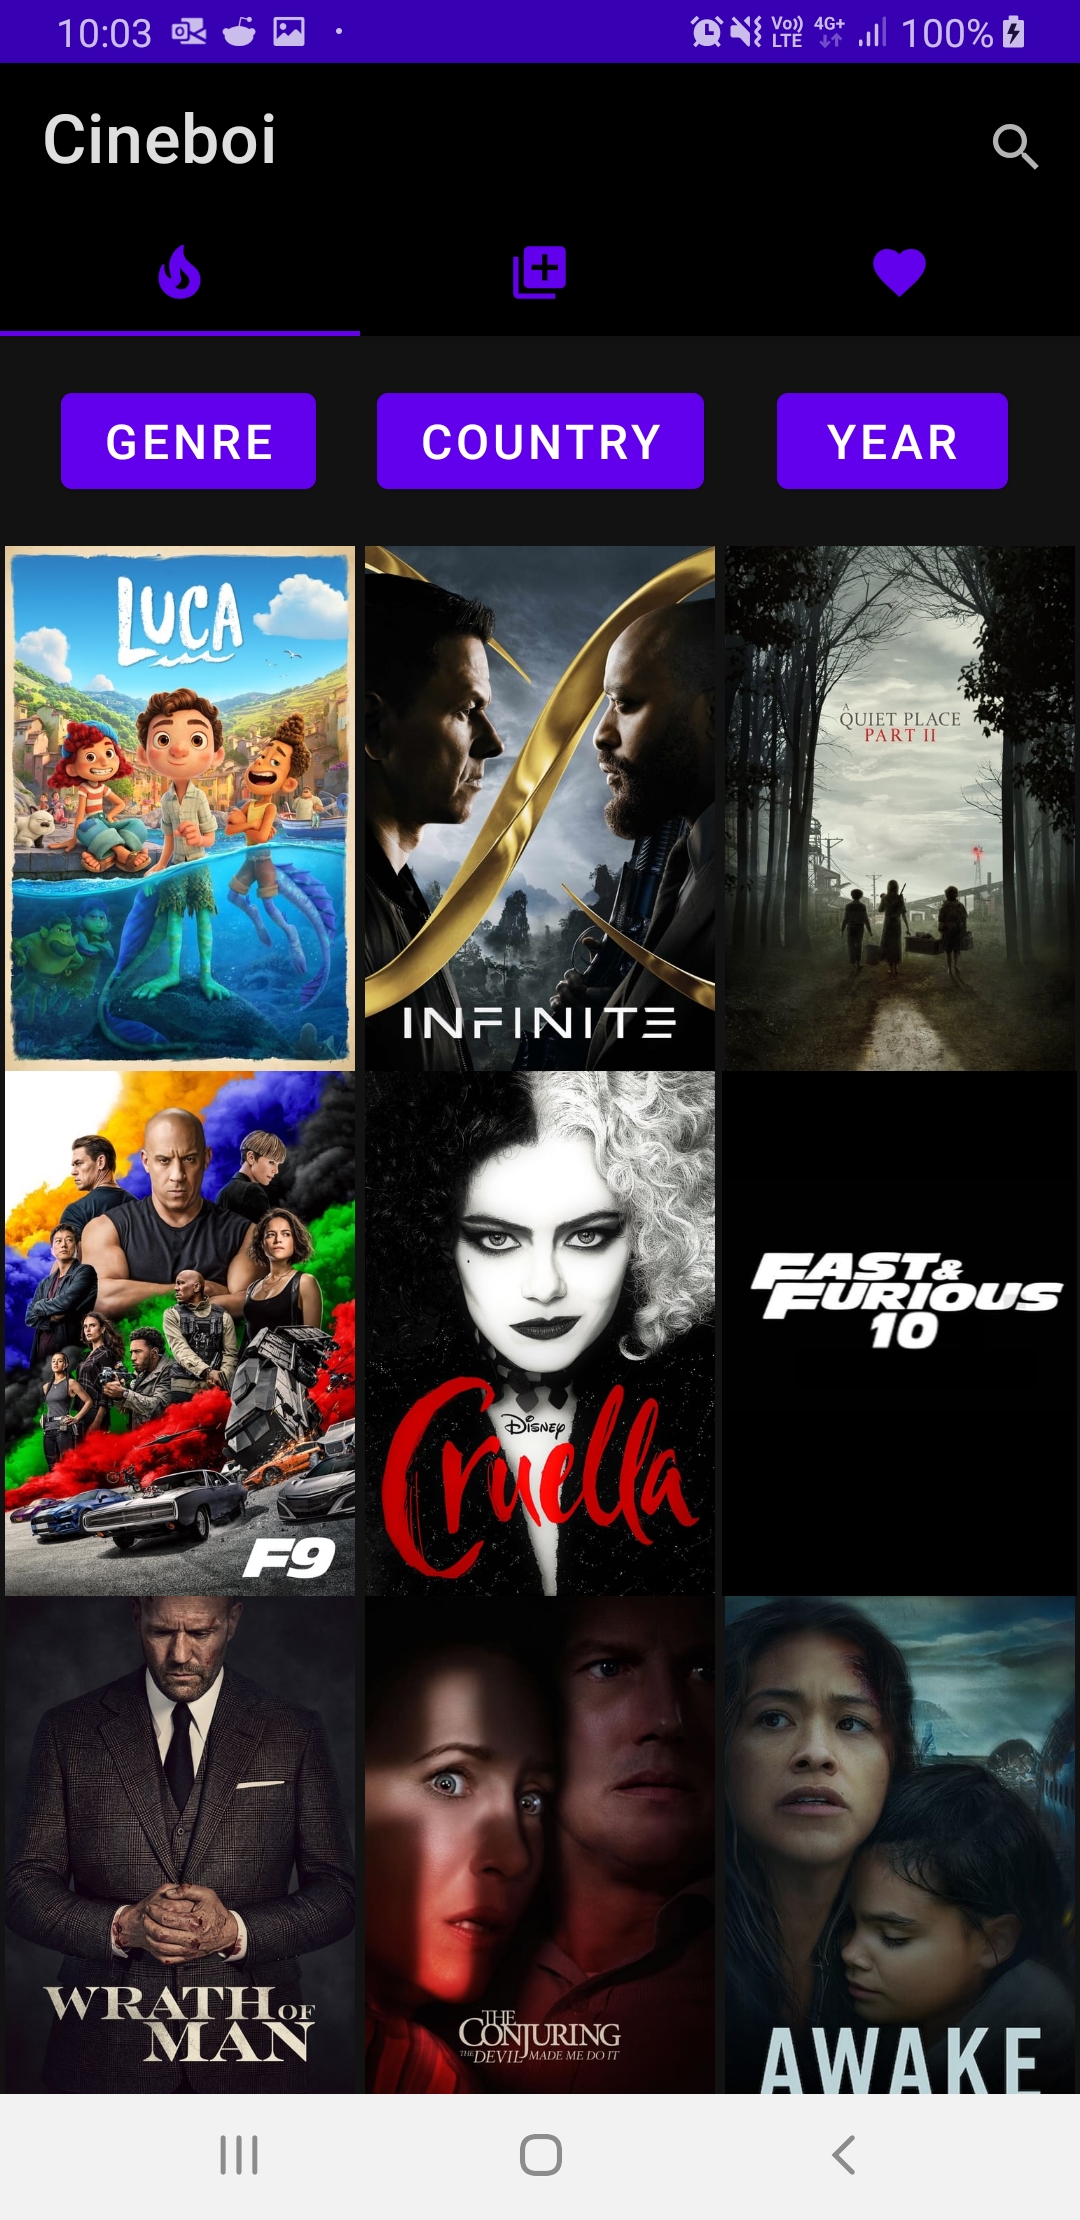 10:03
Vo)) LTE 4G+ 100%
Cineboi
GENRE COUNTRY YEAR
LUCA
INFINITE
A
QUIET PLACE
PART II
F9
Disney
Cruella
FAST &
FURIOUS
10
WRATH OF
MAN
THE
CONJURING
THE DEVIL MADE ME DO IT
AWAKE